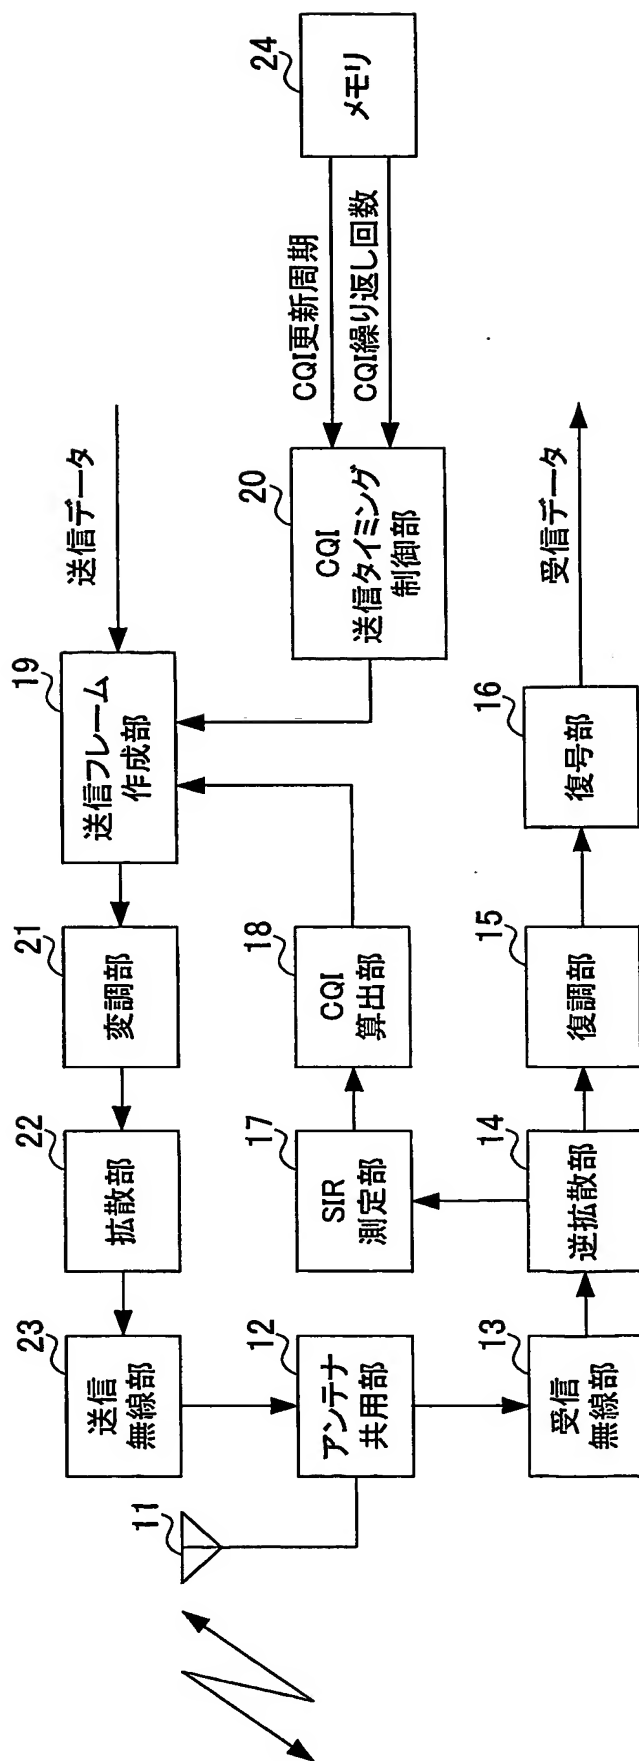 11
23
送信
無線部
22
拡散部
21
変調部
19
送信フレーム
作成部
送信データ
12
アンテナ
共用部
17
SIR
測定部
18
CQI
算出部
20
CQI
送信タイミング
制御部
CQI更新周期
CQI繰り返し回数
24
メモリ
13
受信
無線部
14
逆拡散部
15
復調部
16
復号部
受信データ